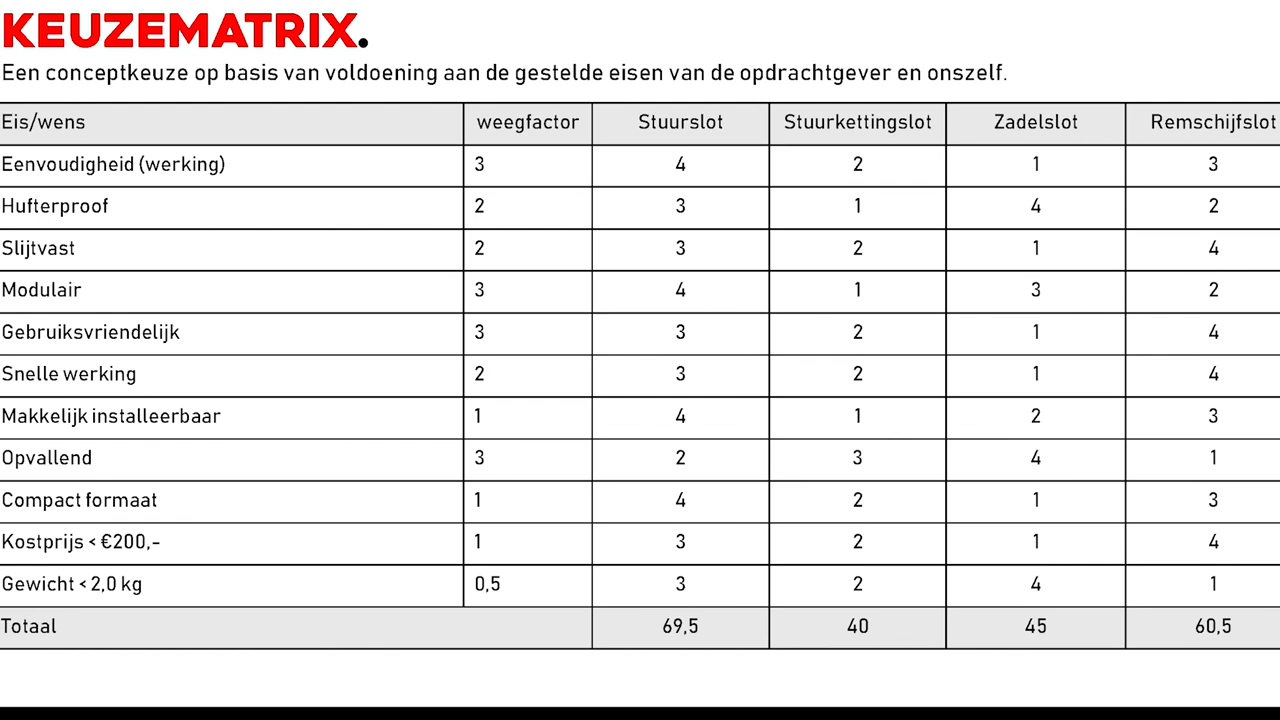 KEUZEMATRIX.
Een conceptkeuze op basis van voldoening aan de gestelde eisen van de opdrachtgever en onszelf.
Eis/wens weegfactor Stuurslot Stuurkettingslot Zadelslot Remschijfslot
Eenvoudigheid (werking) 3 4 2 1 3
Hufterproof 2 3 1 4 2
Slijtvast 2 3 2 1 4
Modulair 3 4 1 3 2
Gebruiksvriendelijk 3 3 2 1 4
Snelle werking 2 3 2 1 4
Makkelijk installeerbaar 1 4 1 2 3
Opvallend 3 2 3 4 1
Compact formaat 1 4 2 1 3
Kostprijs < €200,- 1 3 2 1 4
Gewicht < 2,0 kg 0,5 3 2 4 1
Totaal 69,5 40 45 60,5